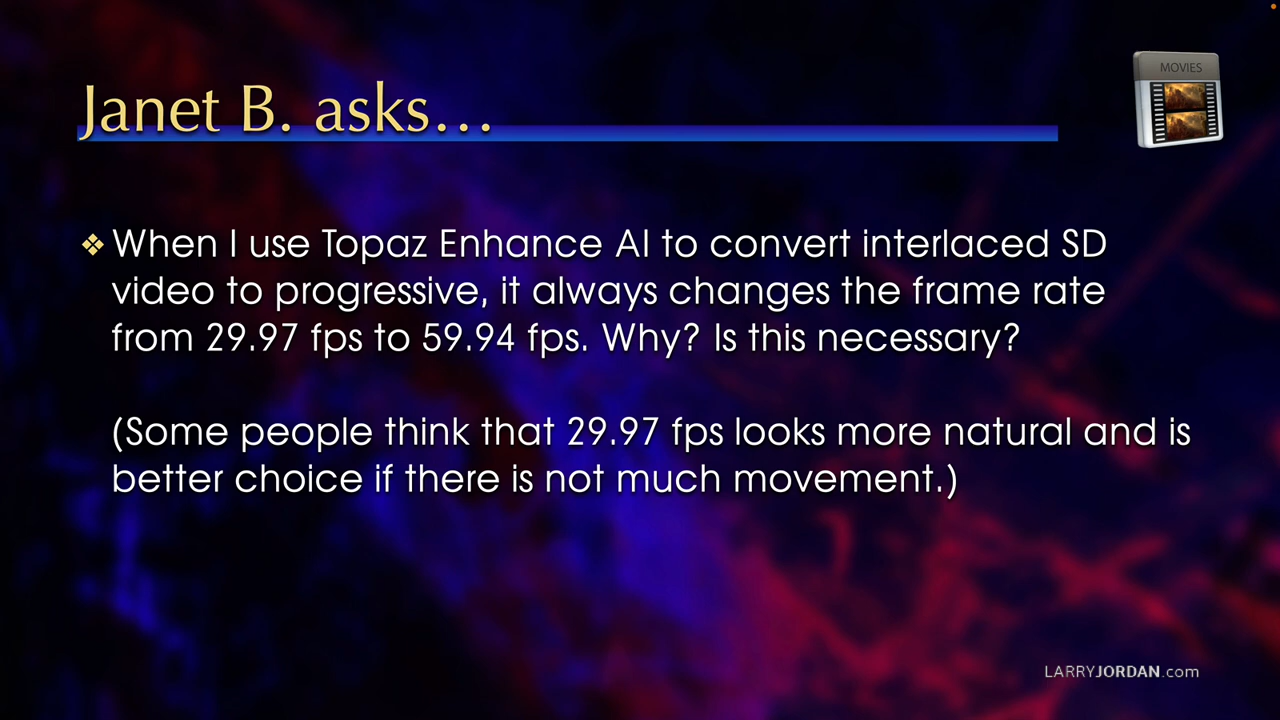 Janet B. asks…
MOVIES
❖ When I use Topaz Enhance AI to convert interlaced SD
video to progressive, it always changes the frame rate
from 29.97 fps to 59.94 fps. Why? Is this necessary?
(Some people think that 29.97 fps looks more natural and is
better choice if there is not much movement.)
LARRYJORDAN.com